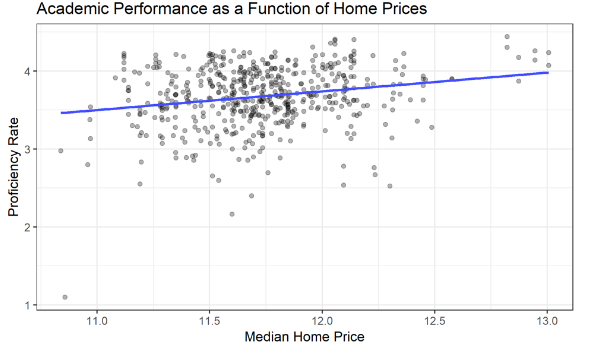 Academic Performance as a Function of Home Prices
Proficiency Rate
4
3
2
1
11.0 11.5 12.0 12.5 13.0
Median Home Price